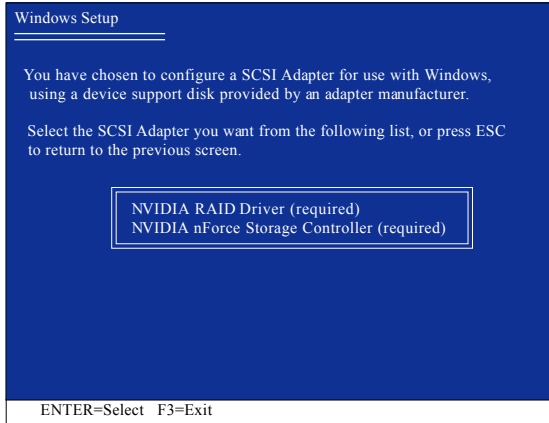 Windows Setup
You have chosen to configure a SCSI Adapter for use with Windows,
using a device support disk provided by an adapter manufacturer.
Select the SCSI Adapter you want from the following list, or press ESC
to return to the previous screen.
NVIDIA RAID Driver (required)
NVIDIA nForce Storage Controller (required)
ENTER=Select F3=Exit